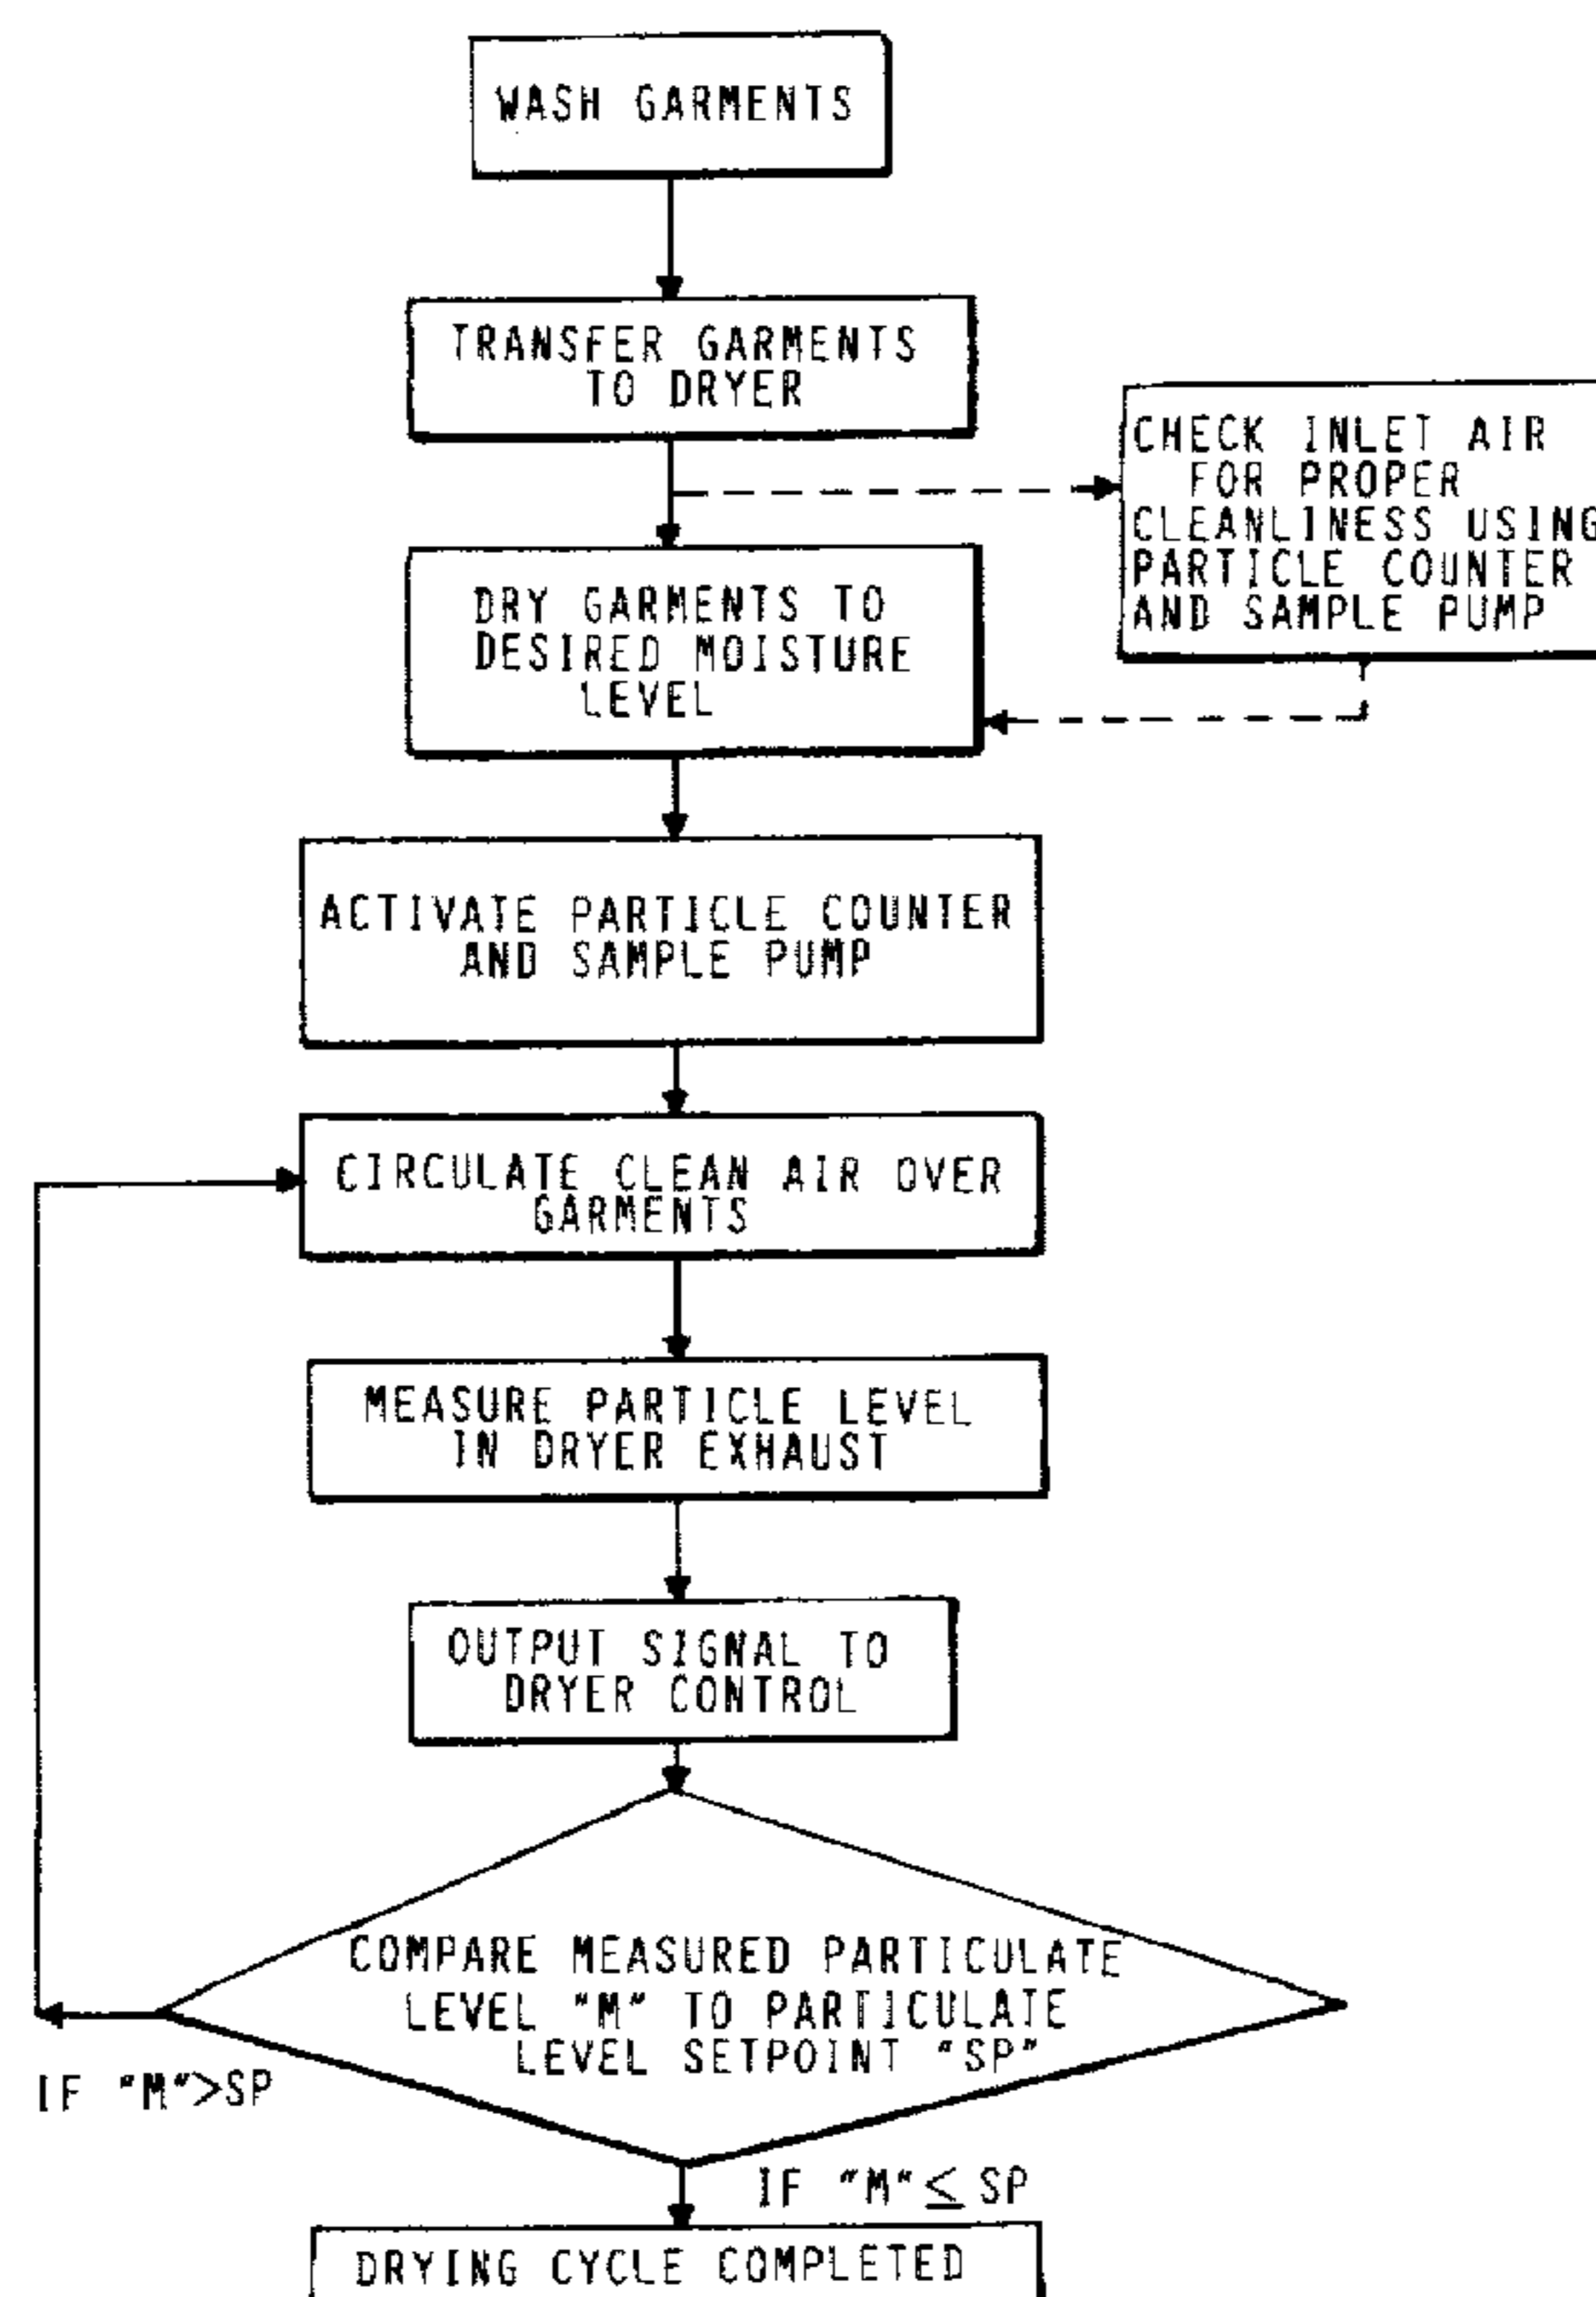 WASH GARMENTS
TRANSFER GARMENTS
TO DRYER
CHECK INLET AIR
FOR PROPER
CLEANLINESS USING
PARTICLE COUNTER
AND SAMPLE PUMP
DRY GARMENTS TO
DESIRED MOISTURE
LEVEL
ACTIVATE PARTICLE COUNTER
AND SAMPLE PUMP
CIRCULATE CLEAN AIR OVER
GARMENTS
MEASURE PARTICLE LEVEL
IN DRYER EXHAUST
OUTPUT SIGNAL TO
DRYER CONTROL
COMPARE MEASURED PARTICULATE
LEVEL "M" TO PARTICULATE
LEVEL SETPOINT "SP"
IF "M">SP
IF "M"≤ SP
DRYING CYCLE COMPLETED